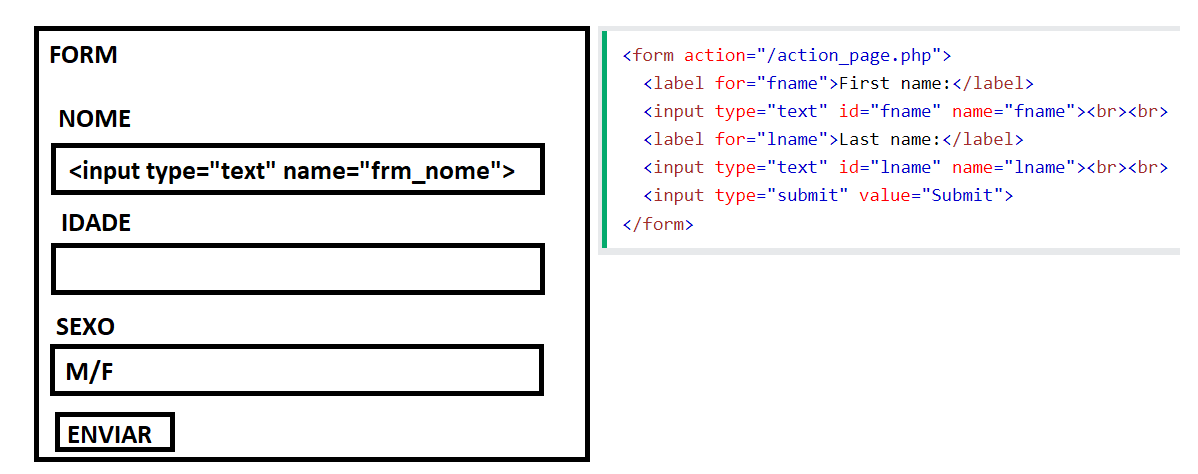 FORM
NOME
<input type="text" name="frm_nome">
IDADE
SEXO
M/F
ENVIAR
<form action="/action_page.php">
<label for="fname">First name:</label>
<input type="text" id="fname" name="fname"><br><br>
<label for="lname">Last name:</label>
<input type="text" id="lname" name="lname"><br><br>
<input type="submit" value="Submit">
</form>